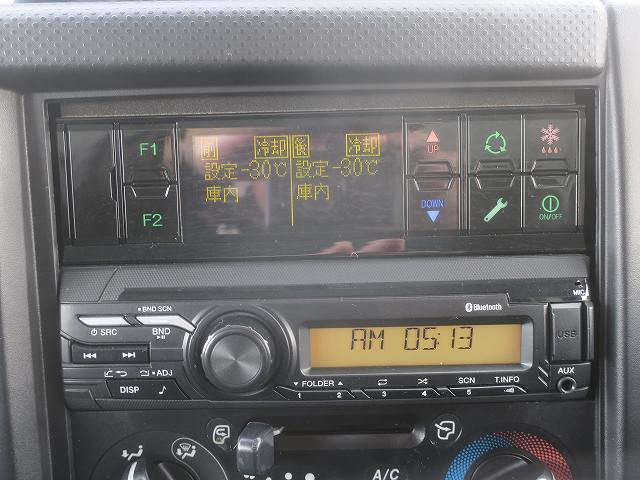 F1
F2
前 冷却
設定-30℃
庫内
後 冷却
設定-30℃
庫内
UP
DOWN
ON/OFF
MIC
BND SCN
SRC
BND
ADJ
DISP
Bluetooth
AM 05:13
USB
AUX
FOLDER
SCN
T.INFO
1 2 3 4 5
A/C